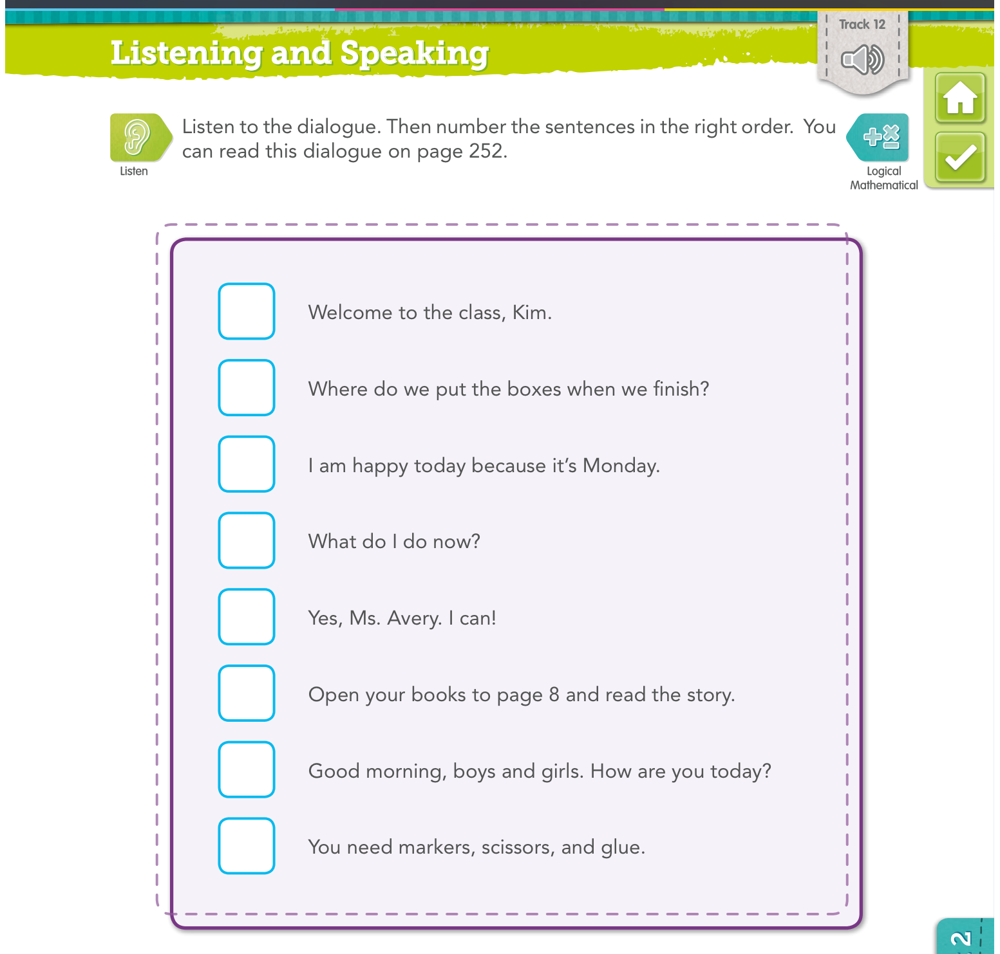 Track 12
Listening and Speaking
Listen to the dialogue. Then number the sentences in the right order. You
can read this dialogue on page 252.
Listen
Logical
Mathematical
Welcome to the class, Kim.
Where do we put the boxes when we finish?
I am happy today because it’s Monday.
What do I do now?
Yes, Ms. Avery. I can!
Open your books to page 8 and read the story.
Good morning, boys and girls. How are you today?
You need markers, scissors, and glue.
2